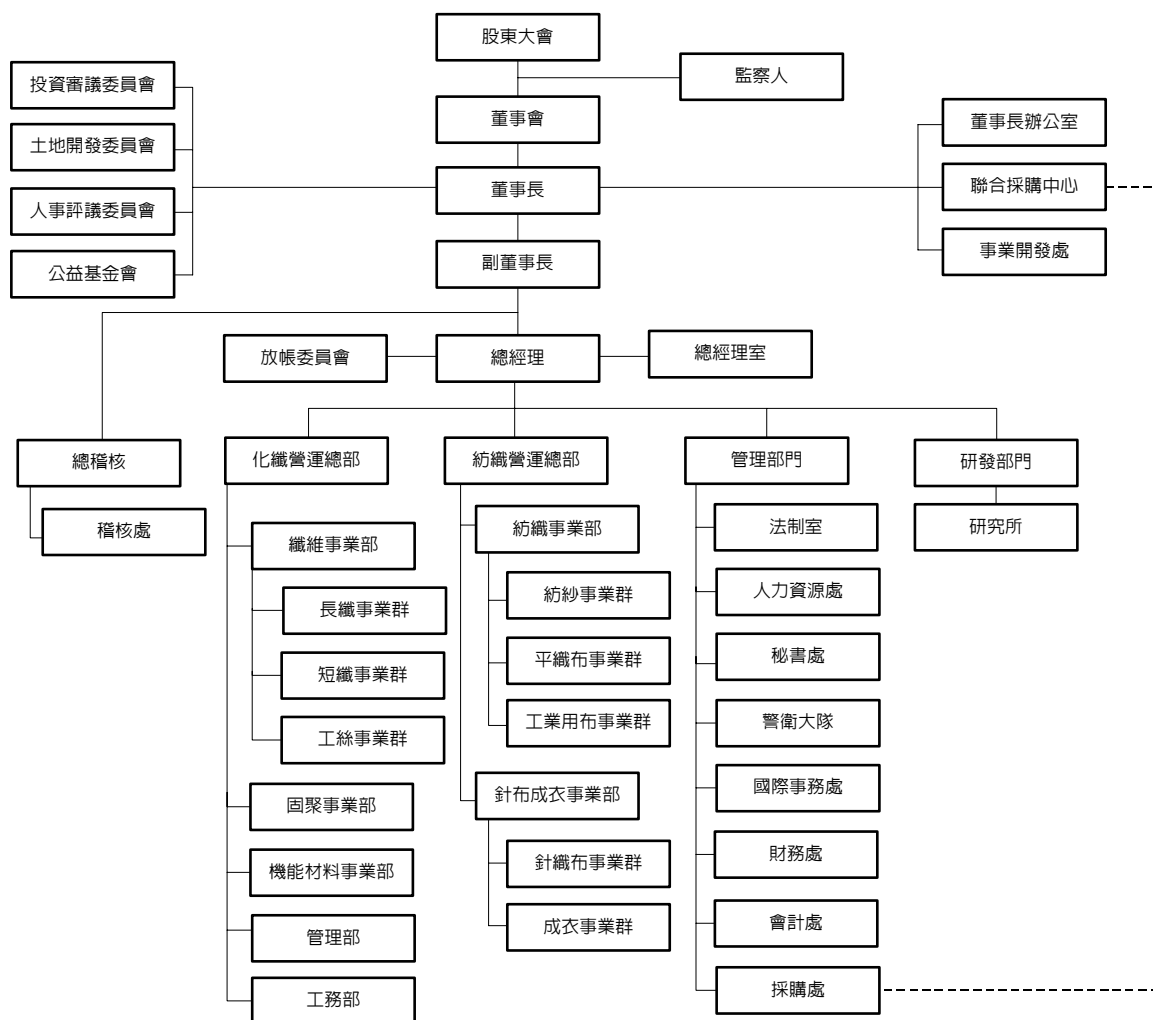 股東大會
監察人
投資審議委員會
董事會
董事長辦公室
土地開發委員會
董事長
聯合採購中心
人事評議委員會
副董事長
事業開發處
公益基金會
放帳委員會
總經理
總經理室
總稽核
化纖營運總部
紡織營運總部
管理部門
研發部門
稽核處
纖維事業部
紡織事業部
法制室
研究所
長纖事業群
紡紗事業群
人力資源處
短纖事業群
平織布事業群
秘書處
工絲事業群
工業用布事業群
警衛大隊
固聚事業部
針布成衣事業部
國際事務處
機能材料事業部
針織布事業群
財務處
管理部
成衣事業群
會計處
工務部
採購處